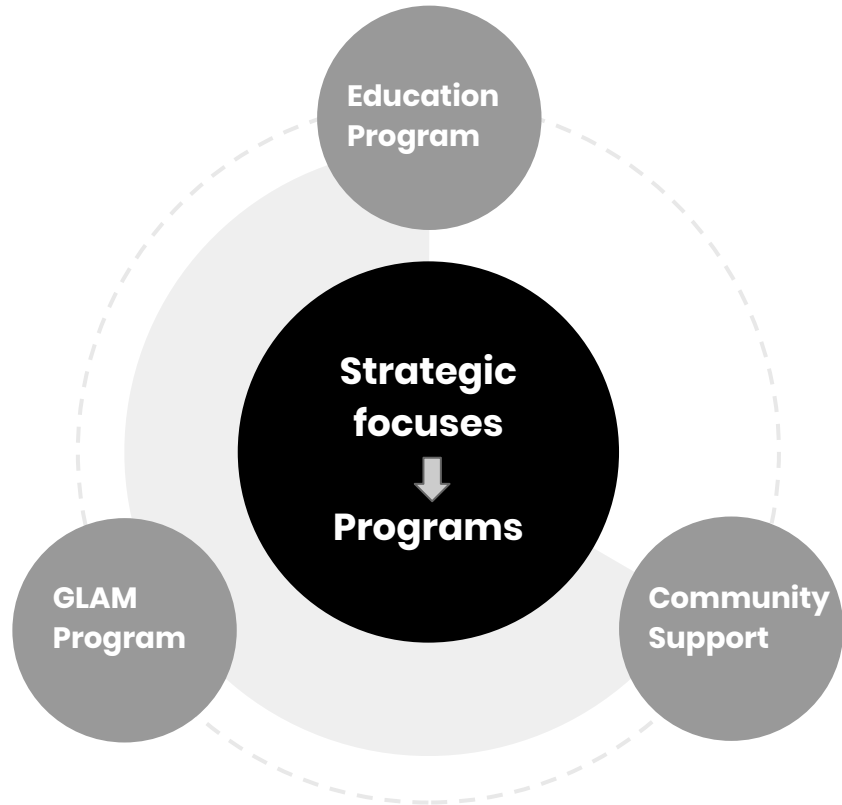 Education
Program
Strategic
focuses
Programs
GLAM
Program
Community
Support